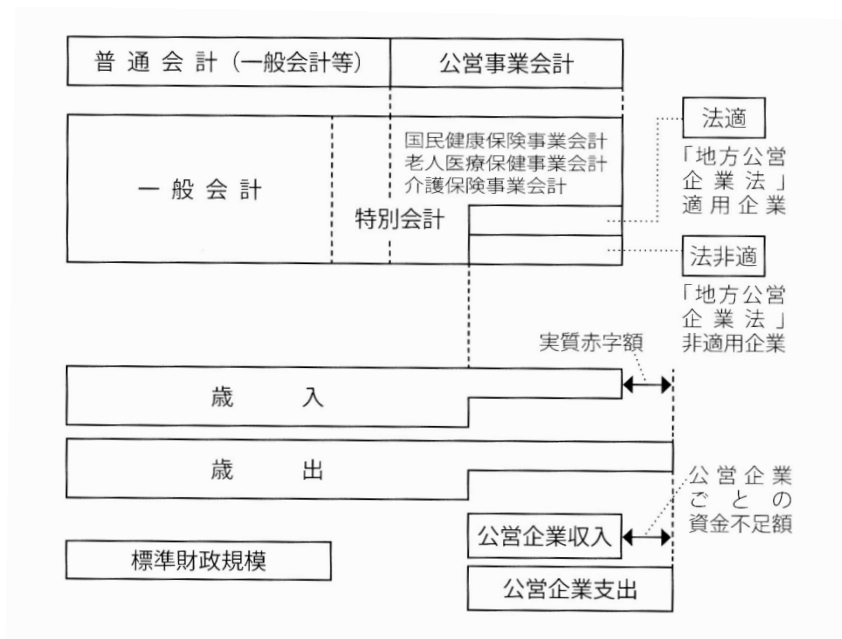 普通会計（一般会計等）
公営事業会計
一般会計
特別会計
国民健康保険事業会計
老人医療保健事業会計
介護保険事業会計
法適
「地方公営
企業法」
適用企業
法非適
「地方公営
企業法」
非適用企業
実質赤字額
歳入
歳出
公営企業
ごとの
資金不足額
公営企業収入
標準財政規模
公営企業支出